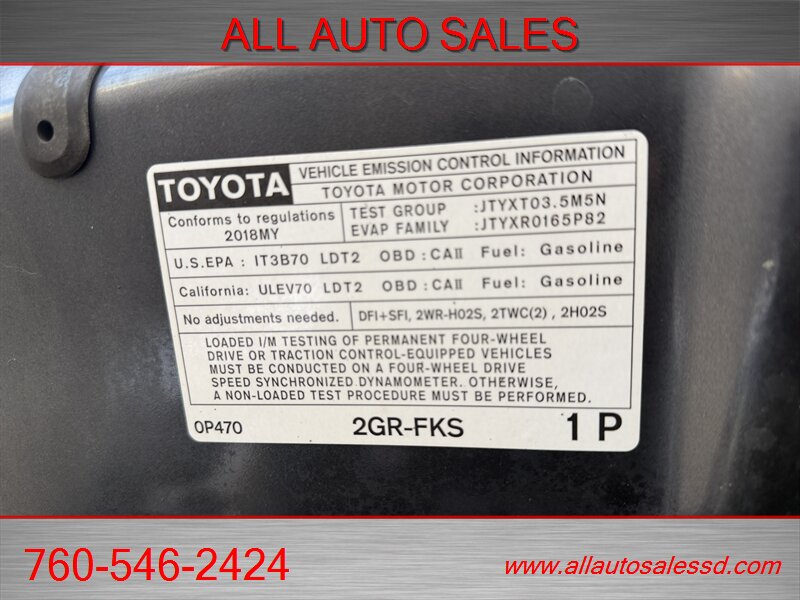 ALL AUTO SALES
TOYOTA
VEHICLE EMISSION CONTROL INFORMATION
TOYOTA MOTOR CORPORATION
Conforms to regulations
2018MY
TEST GROUP :JTYXT03.5M5N
EVAP FAMILY :JTYXR0165P82
U.S.EPA : IT3B70 LDT2 OBD : CAII Fuel: Gasoline
California: ULEV70 LDT2 OBD : CAII Fuel: Gasoline
No adjustments needed. DFI+SFI, 2WR-HO2S, 2TWC(2) , 2HO2S
LOADED I/M TESTING OF PERMANENT FOUR-WHEEL
DRIVE OR TRACTION CONTROL-EQUIPPED VEHICLES
MUST BE CONDUCTED ON A FOUR-WHEEL DRIVE
SPEED SYNCHRONIZED DYNAMOMETER. OTHERWISE,
A NON-LOADED TEST PROCEDURE MUST BE PERFORMED.
0P470 2GR-FKS 1 P
760-546-2424
www.allautosalessd.com